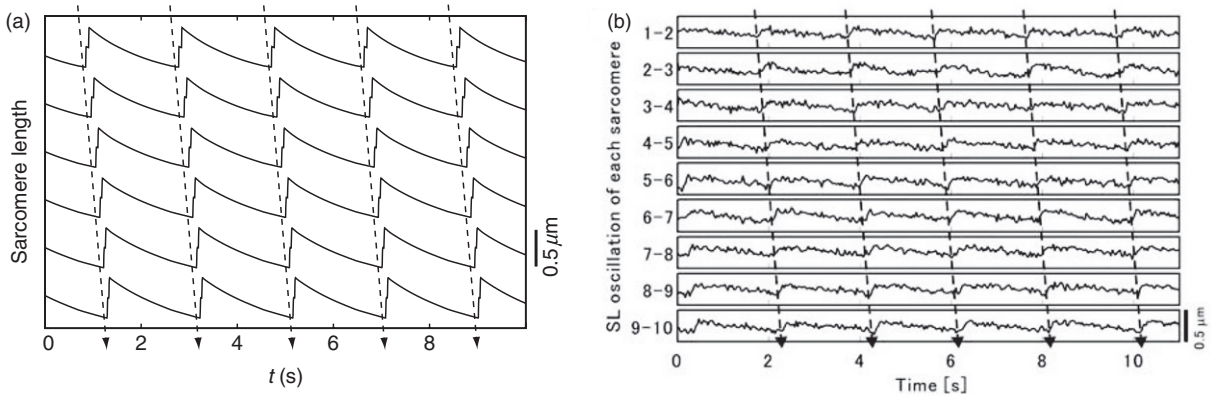 (a)
Sarcomere length
0 2 4 6 8
t (s)
0.5 μm
(b)
SL oscillation of each sarcomere
1-2
2-3
3-4
4-5
5-6
6-7
7-8
8-9
9-10
0 2 4 6 8 10
Time [s]
0.5 μm